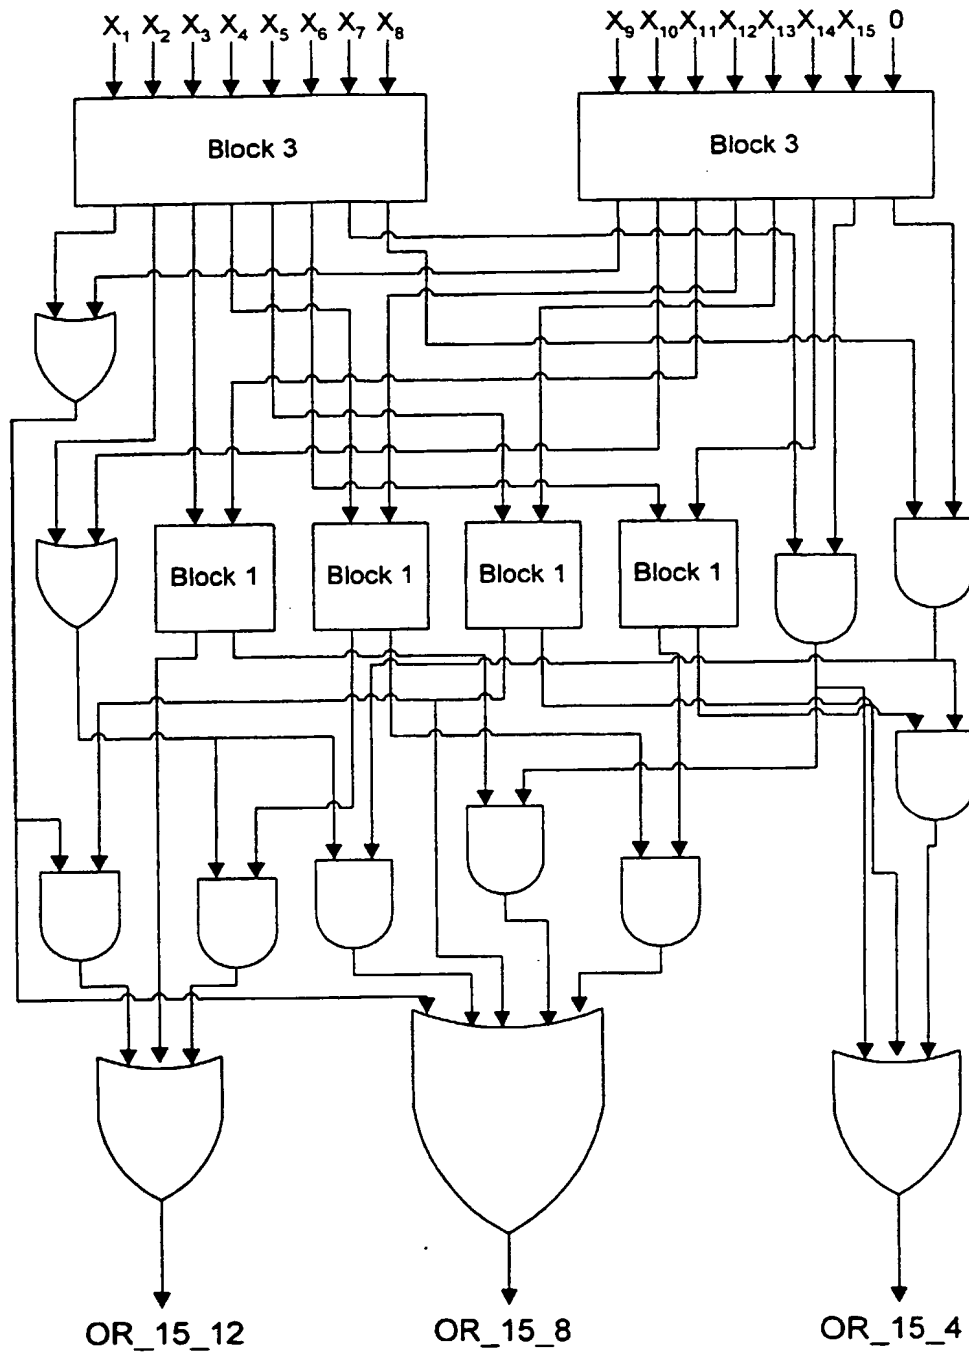 X₁ X₂ X₃ X₄ X₅ X₆ X₇ X₈ X₉ X₁₀ X₁₁ X₁₂ X₁₃ X₁₄ X₁₅ 0
Block 3 Block 3
Block 1 Block 1 Block 1 Block 1
OR_15_12 OR_15_8 OR_15_4